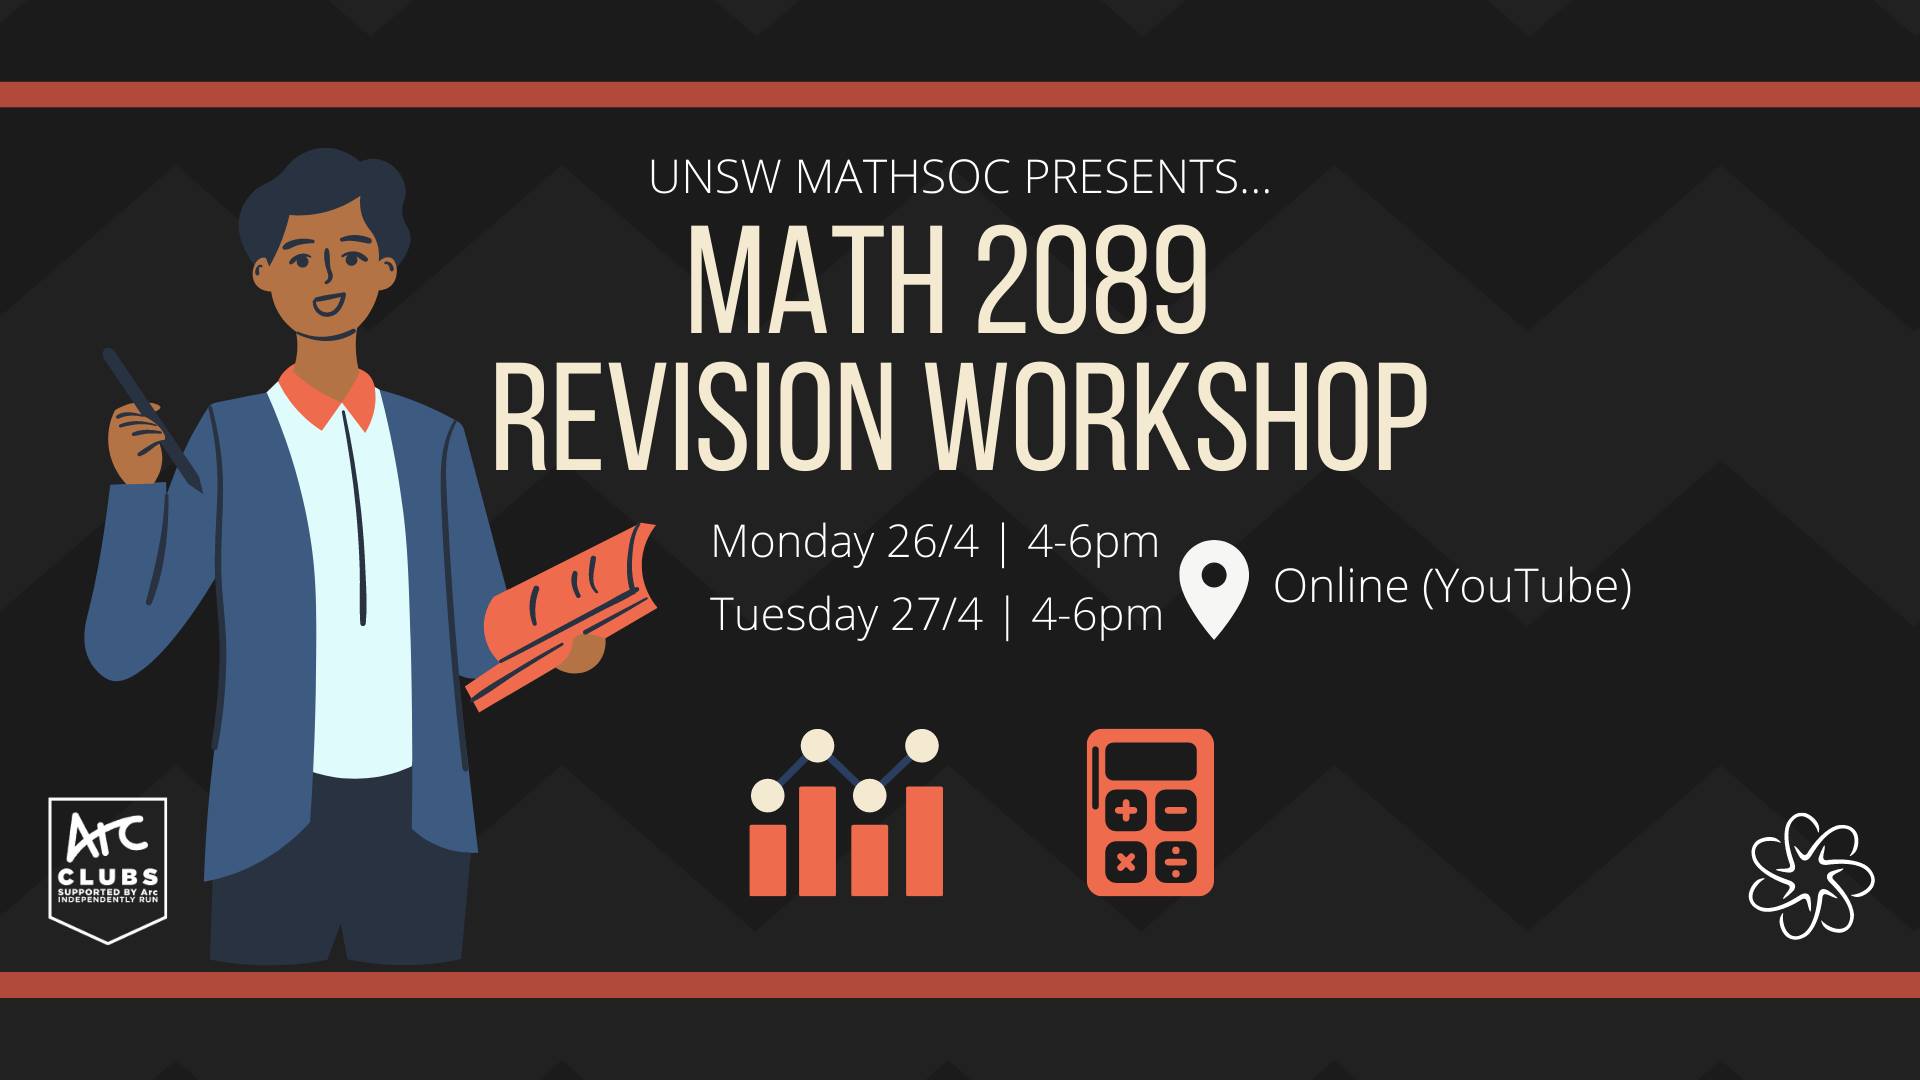 UNSW MATHSOC PRESENTS...
MATH 2089
REVISION WORKSHOP
Monday 26/4 | 4-6pm
Tuesday 27/4 | 4-6pm
Online (YouTube)
Arc
CLUBS
SUPPORTED BY Arc
INDEPENDENTLY RUN